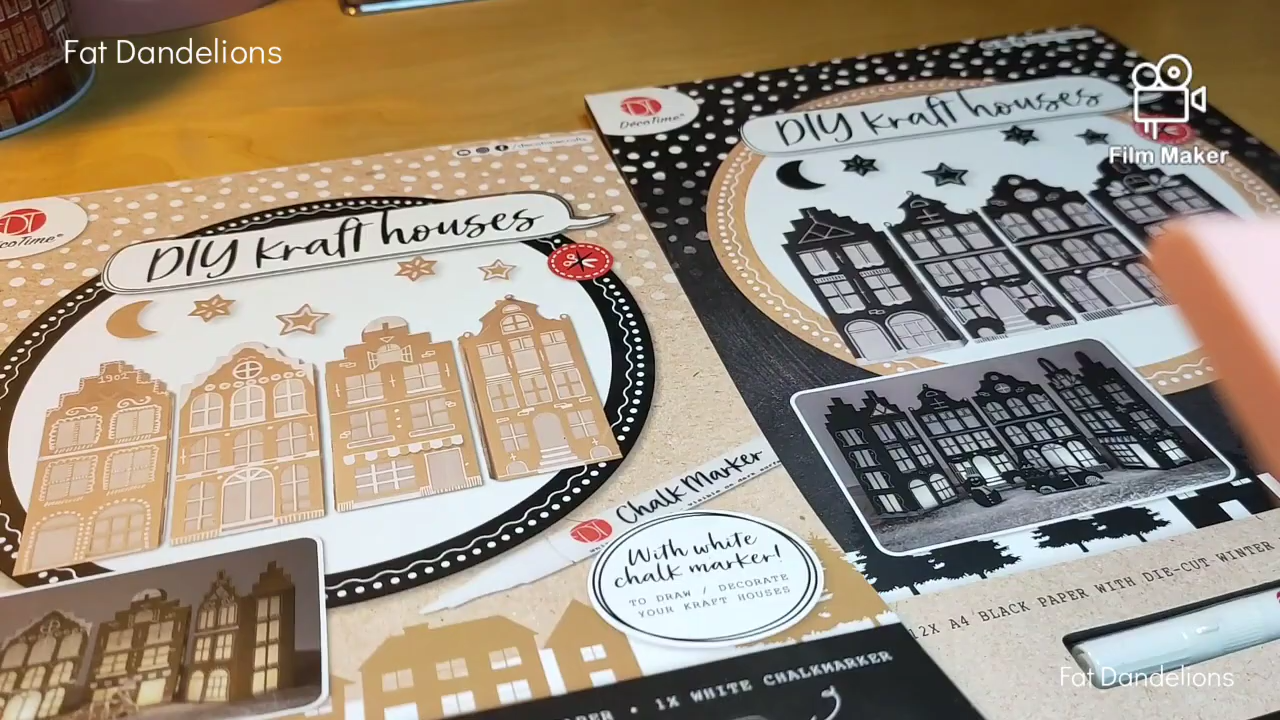 Fat Dandelions
Film Maker
DecoTime
DIY kraft houses
DIY kraft houses
1901
Chalk Marker
With white
chalk marker!
TO DRAW / DECORATE
YOUR KRAFT HOUSES
12X A4 BLACK PAPER WITH DIE-CUT WINTER
• 1X WHITE CHALKMARKER
Fat Dandelions